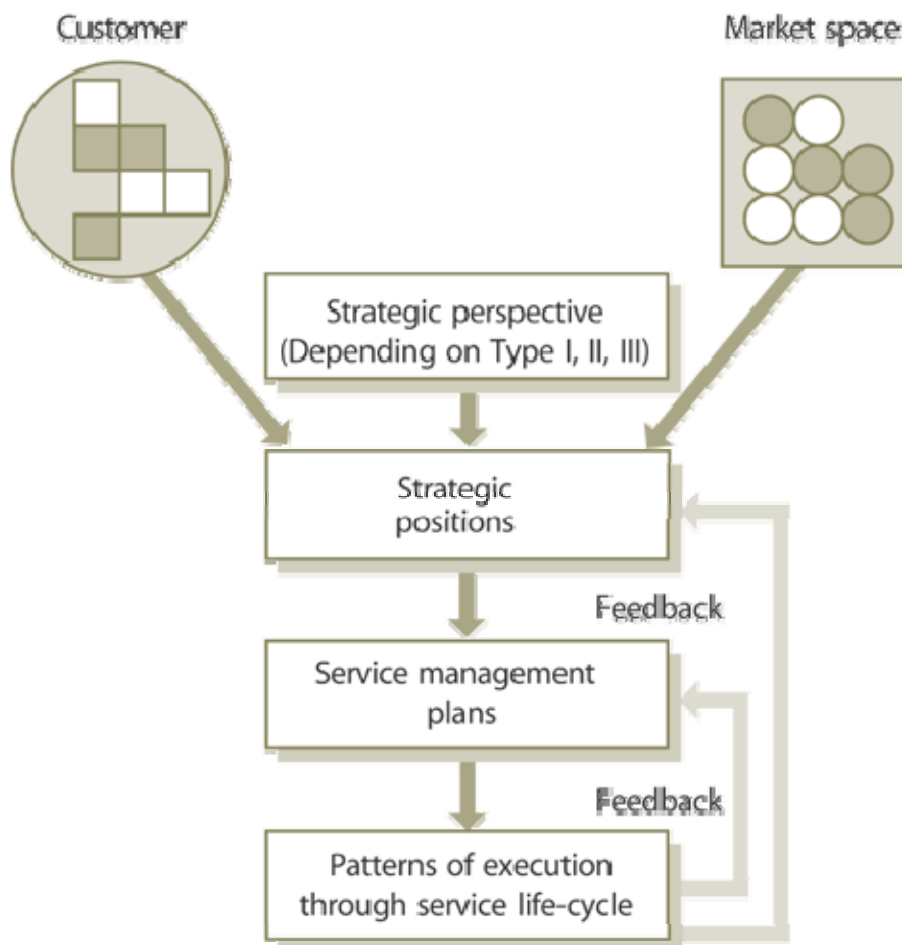 Customer
Market space
Strategic perspective
(Depending on Type I, II, III)
Strategic
positions
Feedback
Service management
plans
Feedback
Patterns of execution
through service life-cycle